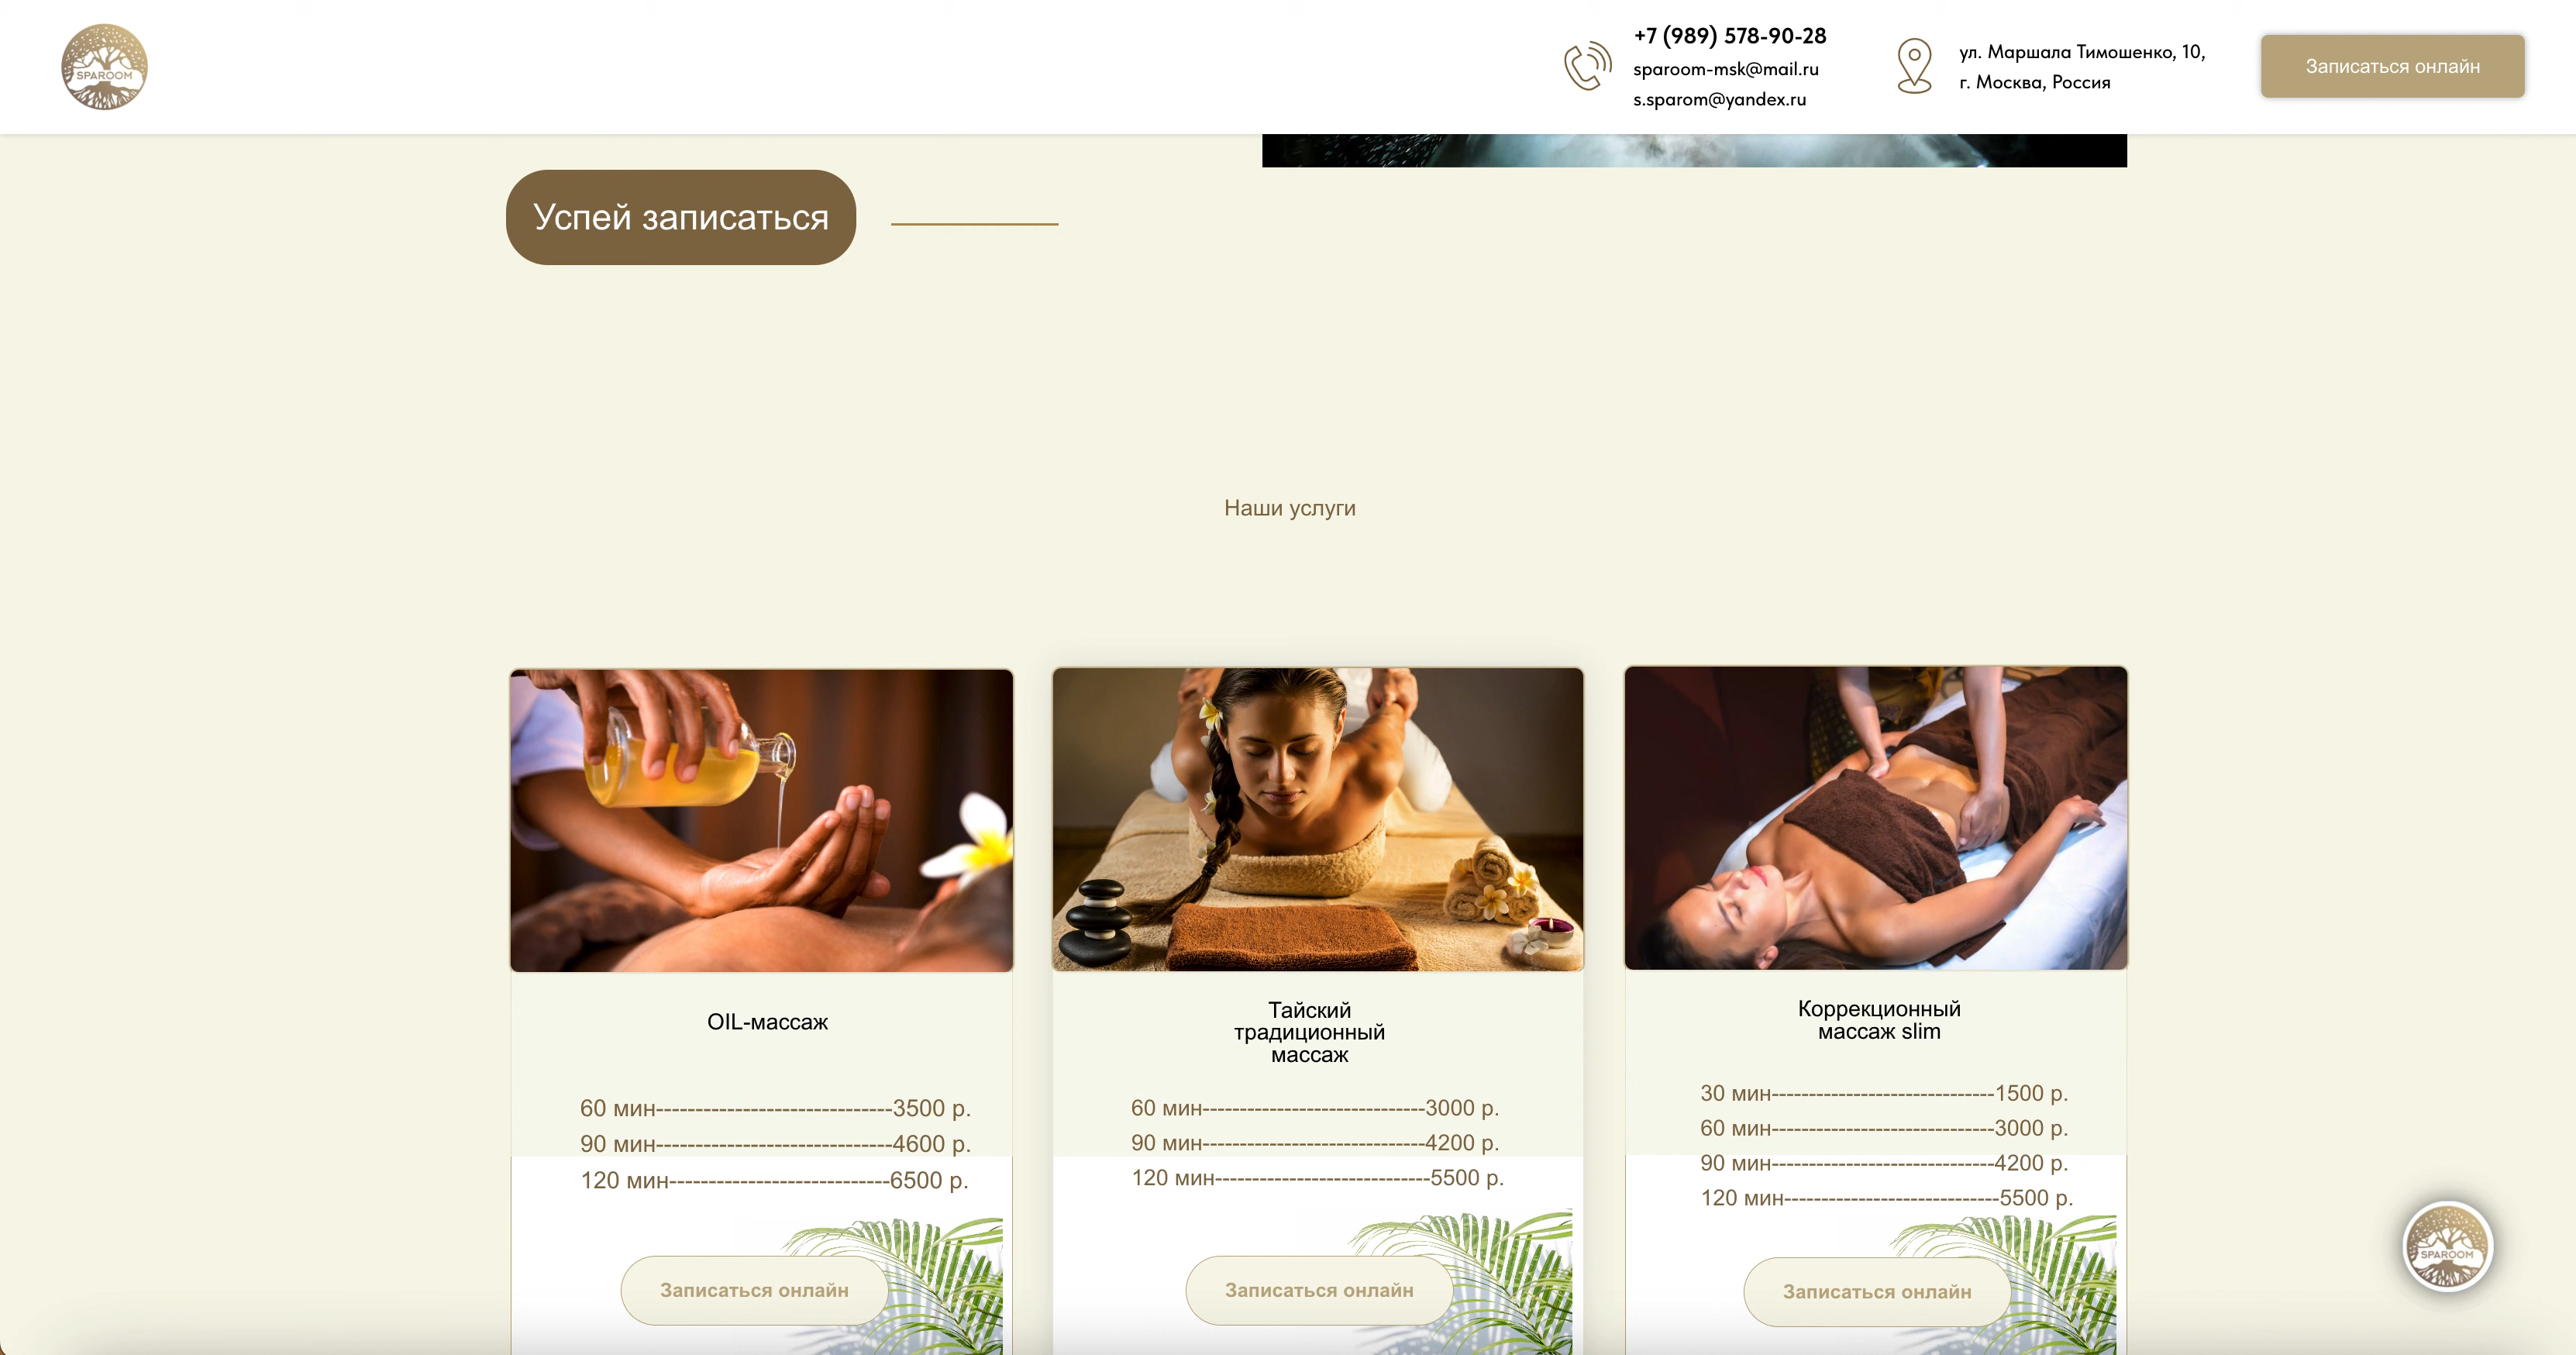 SPAROOM
+7 (989) 578-90-28
sparoom-msk@mail.ru
s.sparom@yandex.ru
ул. Маршала Тимошенко, 10,
г. Москва, Россия
Записаться онлайн
Успей записаться
Наши услуги
OIL-массаж
60 мин------------------------------3500 р.
90 мин------------------------------4600 р.
120 мин----------------------------6500 р.
Записаться онлайн
Тайский
традиционный
массаж
60 мин------------------------------3000 р.
90 мин------------------------------4200 р.
120 мин-----------------------------5500 р.
Записаться онлайн
Коррекционный
массаж slim
30 мин------------------------------1500 р.
60 мин------------------------------3000 р.
90 мин------------------------------4200 р.
120 мин-----------------------------5500 р.
Записаться онлайн
SPAROOM